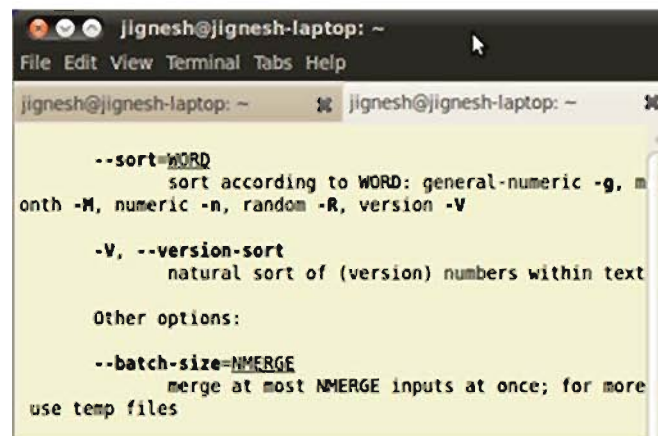 jignesh@jignesh-laptop: ~
File Edit View Terminal Tabs Help
jignesh@jignesh-laptop: ~ jignesh@jignesh-laptop: ~
--sort=WORD
sort according to WORD: general-numeric -g, m
onth -M, numeric -n, random -R, version -V
-V, --version-sort
natural sort of (version) numbers within text
Other options:
--batch-size=NMERGE
merge at most NMERGE inputs at once; for more
use temp files